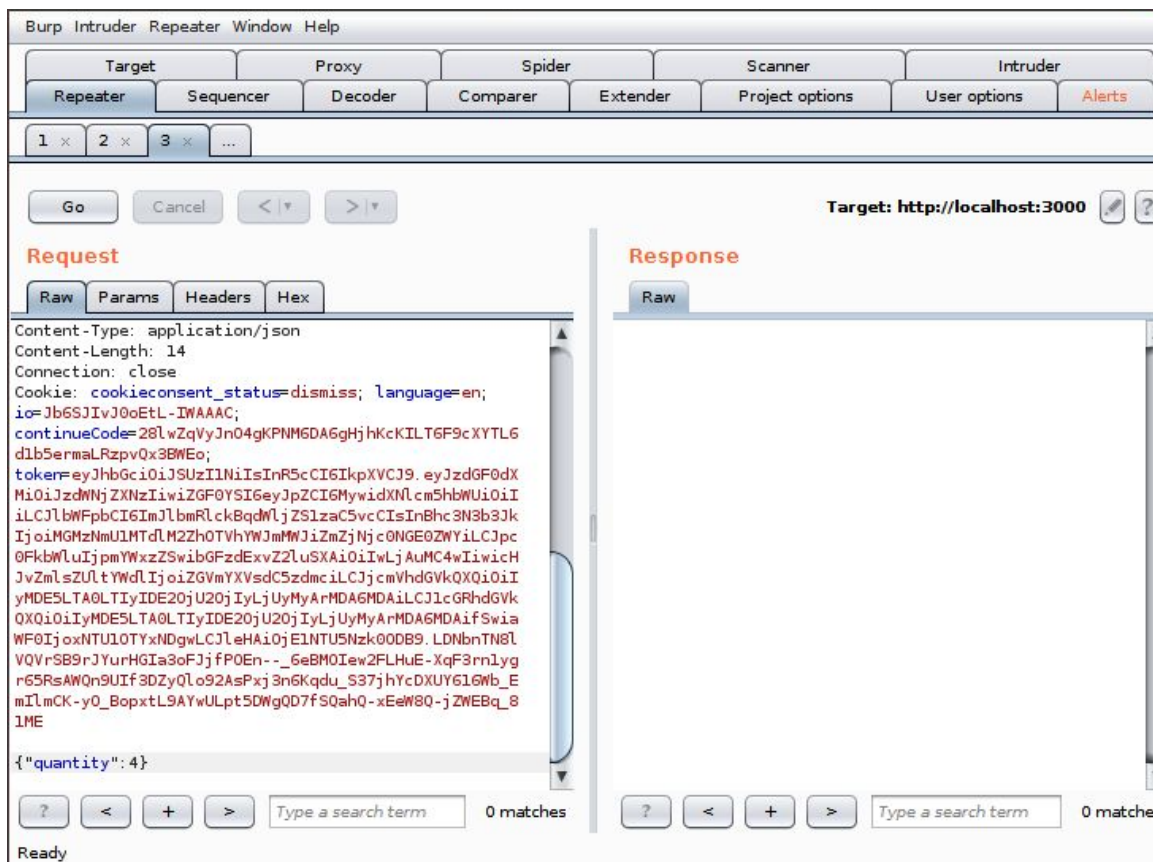 Burp Intruder Repeater Window Help
Target Proxy Spider Scanner Intruder
Repeater Sequencer Decoder Comparer Extender Project options User options Alerts
1 × 2 × 3 × ...
Go Cancel < > Target: http://localhost:3000 ?
Request Response
Raw Params Headers Hex Raw
Content-Type: application/json
Content-Length: 14
Connection: close
Cookie: cookieconsent_status=dismiss; language=en;
io=Jb6SJIvJ0oEtL-IWAAAC;
continueCode=28lwZqVyJnO4gKPNM6DA6gHjhKcKILT6F9cXYTL6
d1b5ermaLRzpvQx3BWEo;
token=eyJhbGciOiJSUzI1NiIsInR5cCI6IkpXVCJ9.eyJzdGF0dX
MiOiJzdWNjZXNzIiwiZGF0YSI6eyJpZCI6MywidXNlcm5hbWUiOiI
iLCJlbWFpbCI6ImJlbmRlckBqdWljZS1zaC5vcCIsInBhc3N3b3Jk
IjoiMGMzNmU1MTdlM2ZhOTVhYWJmMWJiZmZjNjc0NGE0ZWYiLCJpc
0FkbWluIjpmYWxzZSwibGFzdExvZ2luSXAiOiIwLjAuMC4wIiwicH
JvZmlsZUltYWdlIjoiZGVmYXVsdC5zdmciLCJjcmVhdGVkQXQiOiI
yMDE5LTA0LTIyIDE2OjU2OjIyLjUyMyArMDA6MDAiLCJ1cGRhdGVk
QXQiOiIyMDE5LTA0LTIyIDE2OjU2OjIyLjUyMyArMDA6MDAifSwia
WF0IjoxNTU1OTYxNDgwLCJleHAiOjE1NTU5Nzk0ODB9.LDNbnTN8l
VQVrSB9rJYurHGIa3oFJjfPOEn--_6eBMOIew2FLHuE-XqF3rnlyg
r65RsAWQn9UIf3DZyQlo92AsPxj3n6Kqdu_S37jhYcDXUY616Wb_E
mIlmCK-yO_BopxtL9AYwULpt5DWgQD7fSQahQ-xEeW8Q-jZWEBq_8
1ME
{"quantity":4}
? < + > Type a search term 0 matches ? < + > Type a search term 0 matche
Ready